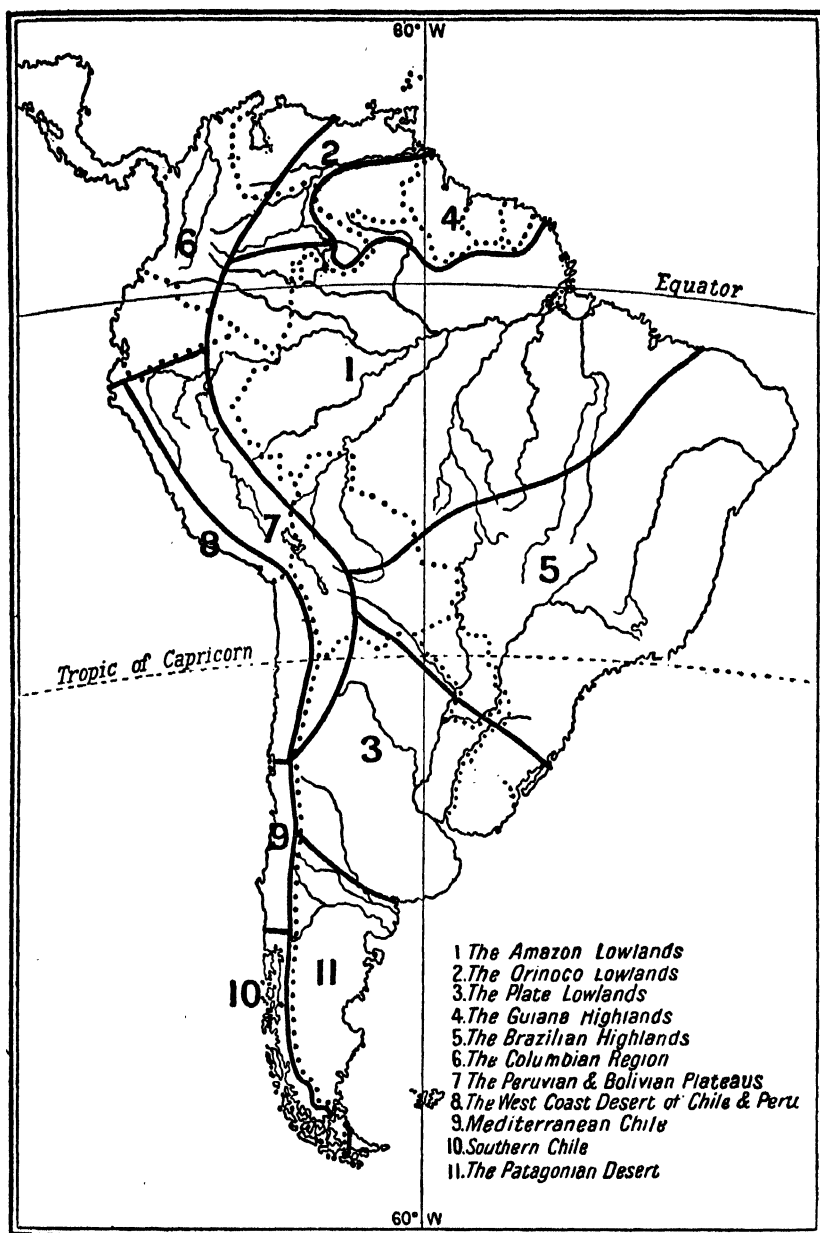 60° W
2
4
6
Equator
1
7
8
5
Tropic of Capricorn
3
9
10
11
1 The Amazon Lowlands
2.The Orinoco Lowlands
3.The Plate Lowlands
4.The Guiana Highlands
5.The Brazilian Highlands
6.The Columbian Region
7 The Peruvian & Bolivian Plateaus
8.The West Coast Desert of Chile & Peru
9.Mediterranean Chile
10.Southern Chile
11.The Patagonian Desert
60° W